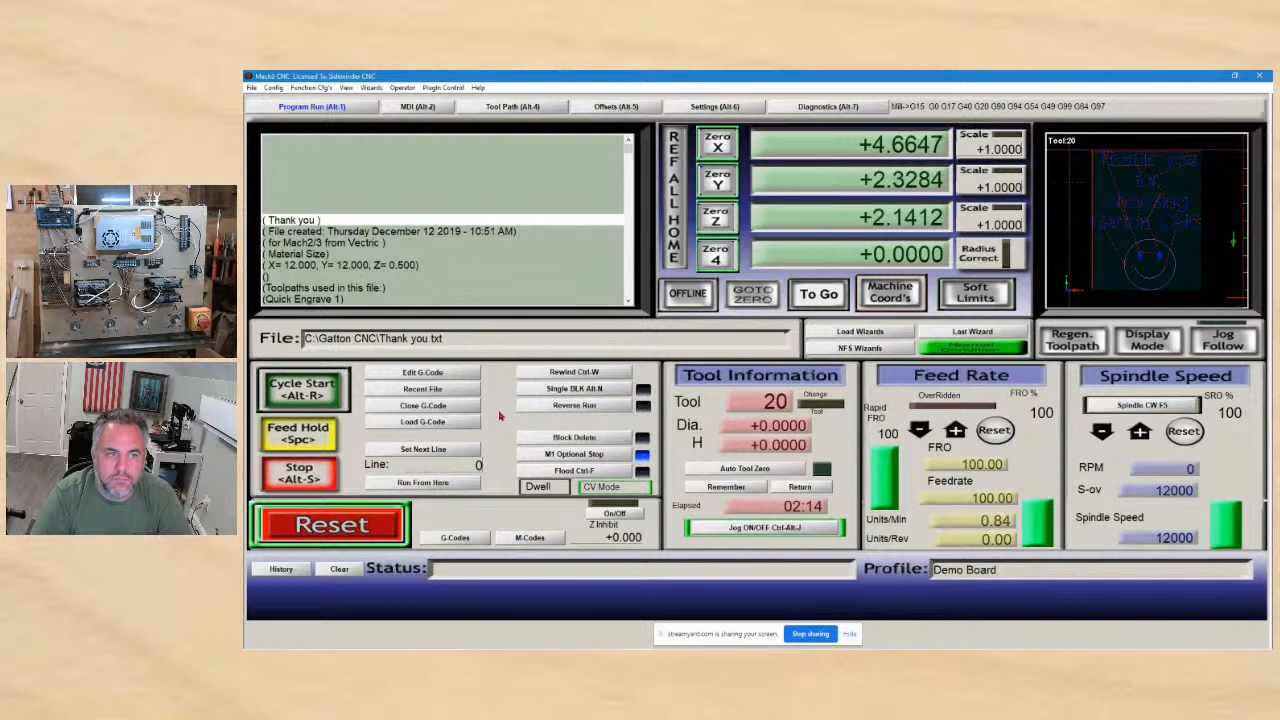 Mach3 CNC Licensed To: Sidewinder CNC
File Config Function Cfg's View Wizards Operator PlugIn Control Help
Program Run (Alt-1) MDI (Alt-2) Tool Path (Alt-4) Offsets (Alt-5) Settings (Alt-6) Diagnostics (Alt-7) Mill->G15 G0 G17 G40 G20 G90 G94 G54 G49 G99 G64 G97
( Thank you )
( File created: Thursday December 12 2019 - 10:51 AM)
( for Mach2/3 from Vectric )
( Material Size)
( X= 12.000, Y= 12.000, Z= 0.500)
()
(Toolpaths used in this file:)
(Quick Engrave 1)
REF ALL HOME
Zero X +4.6647 Scale +1.0000
Zero Y +2.3284 Scale +1.0000
Zero Z +2.1412 Scale +1.0000
Zero 4 +0.0000 Radius Correct
OFFLINE GOTO ZERO To Go Machine Coord's Soft Limits
Tool:20
Thank you
for
File: C:\Gatton CNC\Thank you.txt
Load Wizards Last Wizard
NFS Wizards Normal Condition
Regen. Toolpath Display Mode Jog Follow
Cycle Start <Alt-R>
Feed Hold <Spc>
Stop <Alt-S>
Reset
Edit G-Code
Recent File
Close G-Code
Load G-Code
Set Next Line
Line: 0
Run From Here
Rewind Ctrl-W
Single BLK Alt-N
Reverse Run
Block Delete
M1 Optional Stop
Flood Ctrl-F
Dwell CV Mode
On/Off
Z Inhibit
+0.000
G-Codes M-Codes
Tool Information
Tool 20 Change Tool
Dia. +0.0000
H +0.0000
Auto Tool Zero
Remember Return
Elapsed 02:14
Jog ON/OFF Ctrl-Alt-J
Feed Rate
OverRidden FRO %
Rapid FRO 100 Reset 100
FRO
100.00
Feedrate
100.00
Units/Min 0.84
Units/Rev 0.00
Spindle Speed
Spindle CW F5 SRO %
100
Reset
RPM 0
S-ov 12000
Spindle Speed 12000
History Clear Status: Profile: Demo Board
streamyard.com is sharing your screen. Stop sharing Hide